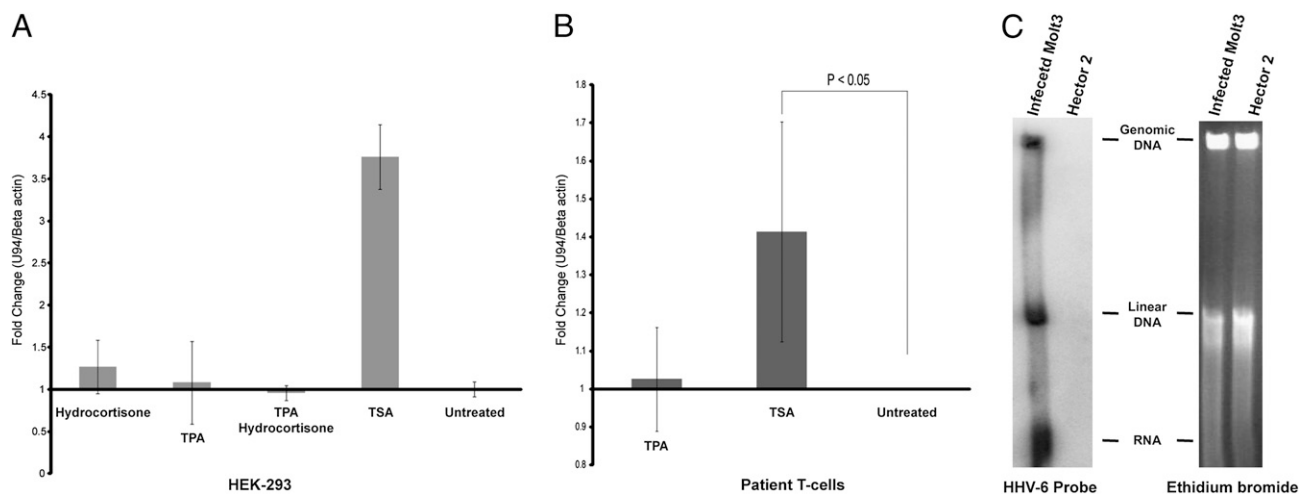 A
Fold Change (U94/Beta actin)
4.5
4
3.5
3
2.5
2
1.5
1
0.5
0
Hydrocortisone
TPA
TPA
Hydrocortisone
TSA
Untreated
HEK-293
B
Fold Change (U94/Beta actin)
1.8
1.7
1.6
1.5
1.4
1.3
1.2
1.1
1
0.9
0.8
P < 0.05
TPA
TSA
Untreated
Patient T-cells
C
Infecetd Molt3
Hector 2
Infected Molt3
Hector 2
Genomic
DNA
Linear
DNA
RNA
HHV-6 Probe
Ethidium bromide